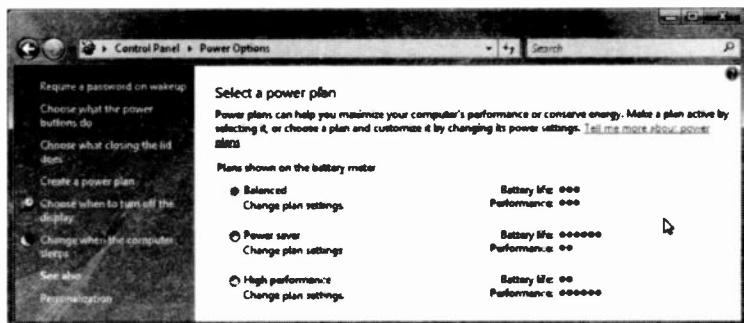 Control Panel ▸ Power Options
Search
Require a password on wakeup
Choose what the power
buttons do
Choose what closing the lid
does
Create a power plan
Choose when to turn off the
display
Change when the computer
sleeps
See also
Personalization
Select a power plan
Power plans can help you maximize your computer's performance or conserve energy. Make a plan active by
selecting it, or choose a plan and customize it by changing its power settings. Tell me more about power
plans
Plans shown on the battery meter
Balanced Battery life:
Change plan settings Performance:
Power saver Battery life:
Change plan settings Performance:
High performance Battery life:
Change plan settings Performance: